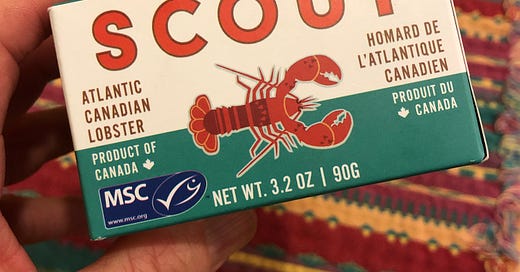 SCOUT
ATLANTIC
CANADIAN
LOBSTER
PRODUCT OF
CANADA
MSC
www.msc.org
HOMARD DE
L'ATLANTIQUE
CANADIEN
PRODUIT DU
CANADA
NET WT. 3.2 OZ | 90G